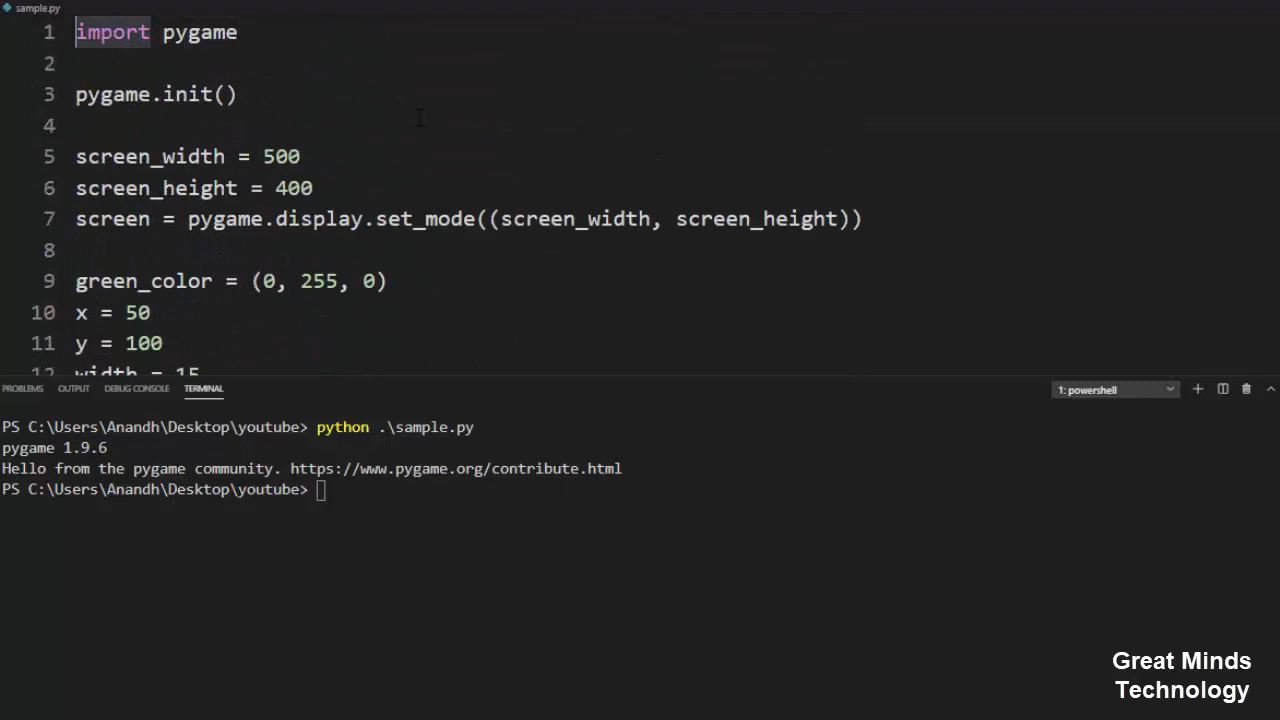 sample.py
1 import pygame
2
3 pygame.init()
4
5 screen_width = 500
6 screen_height = 400
7 screen = pygame.display.set_mode((screen_width, screen_height))
8
9 green_color = (0, 255, 0)
10 x = 50
11 y = 100
12 width = 15
PROBLEMS OUTPUT DEBUG CONSOLE TERMINAL 1: powershell
PS C:\Users\Anandh\Desktop\youtube> python .\sample.py
pygame 1.9.6
Hello from the pygame community. https://www.pygame.org/contribute.html
PS C:\Users\Anandh\Desktop\youtube>
Great Minds
Technology